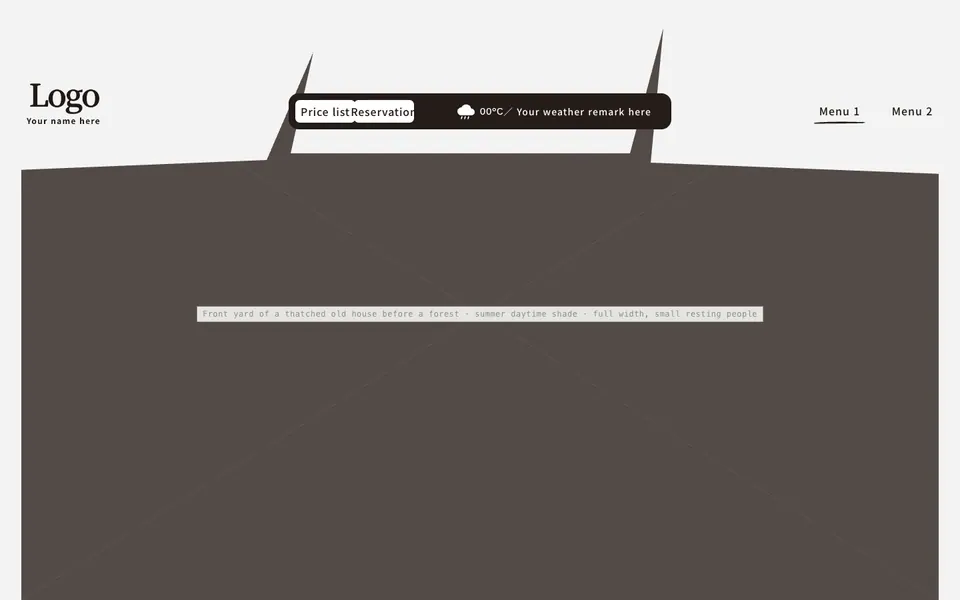 Logo
Your name here
Price list
Reservation
00°C／ Your weather remark here
Menu 1
Menu 2
Front yard of a thatched old house before a forest · summer daytime shade · full width, small resting people